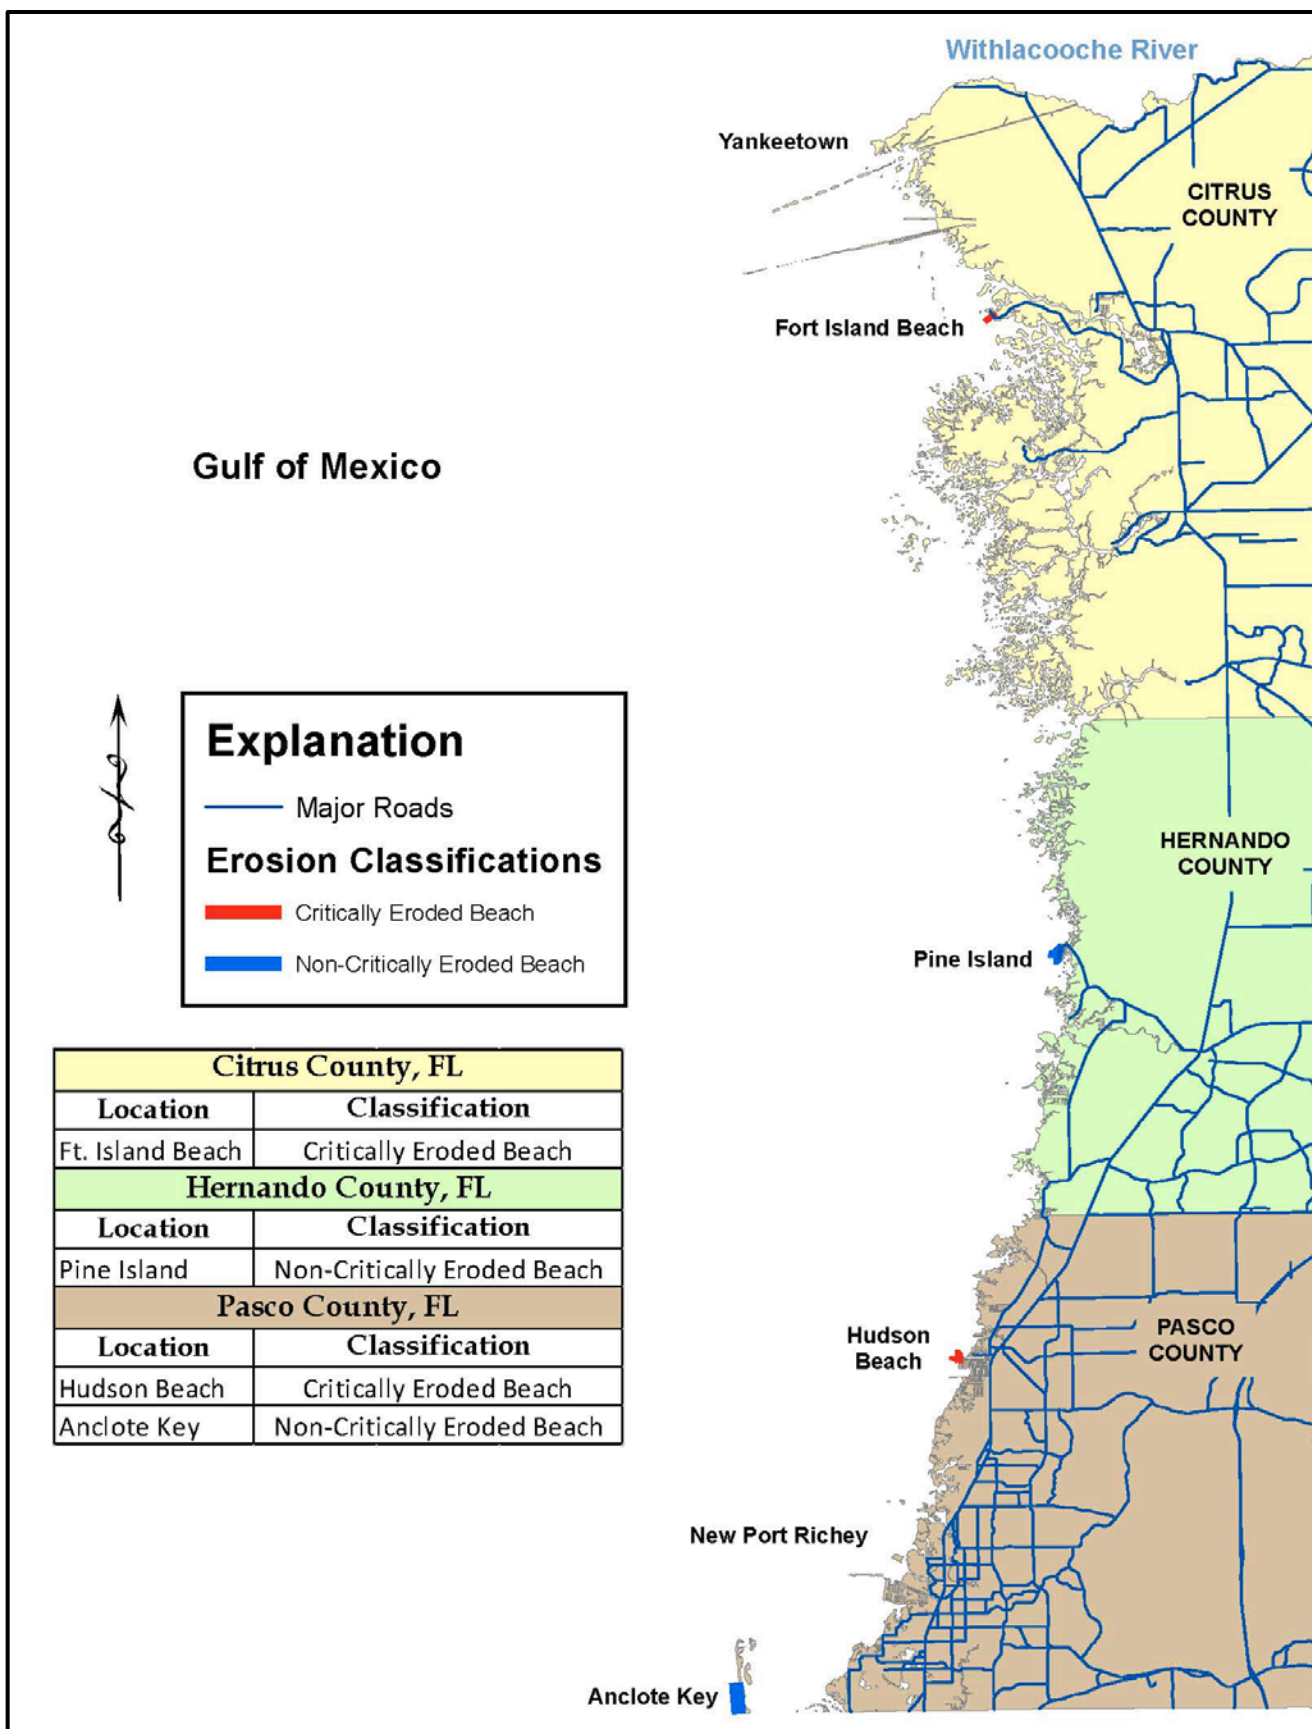 Withlacooche River
Yankeetown
CITRUS
COUNTY
Fort Island Beach
Gulf of Mexico
Explanation
Major Roads
Erosion Classifications
Critically Eroded Beach
Non-Critically Eroded Beach
HERNANDO
COUNTY
Pine Island
Citrus County, FL
Location Classification
Ft. Island Beach Critically Eroded Beach
Hernando County, FL
Location Classification
Pine Island Non-Critically Eroded Beach
Pasco County, FL
Location Classification
Hudson Beach Critically Eroded Beach
Anclote Key Non-Critically Eroded Beach
Hudson
Beach
PASCO
COUNTY
New Port Richey
Anclote Key